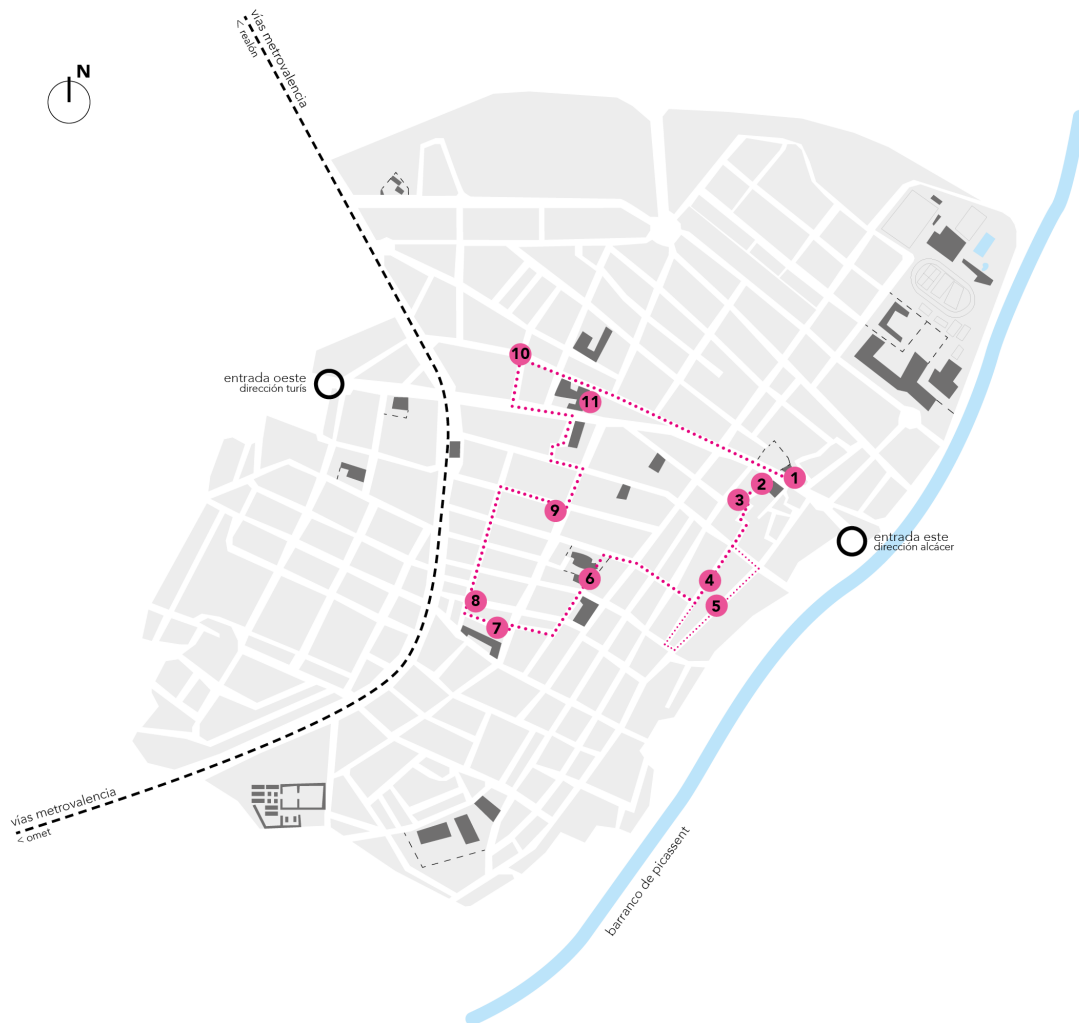 vías metrovalencia
< realón
N
10
entrada oeste
dirección turís
11
1
2
3
9
entrada este
dirección alcácer
6
4
5
8
7
vías metrovalencia
< omet
barranco de picassent